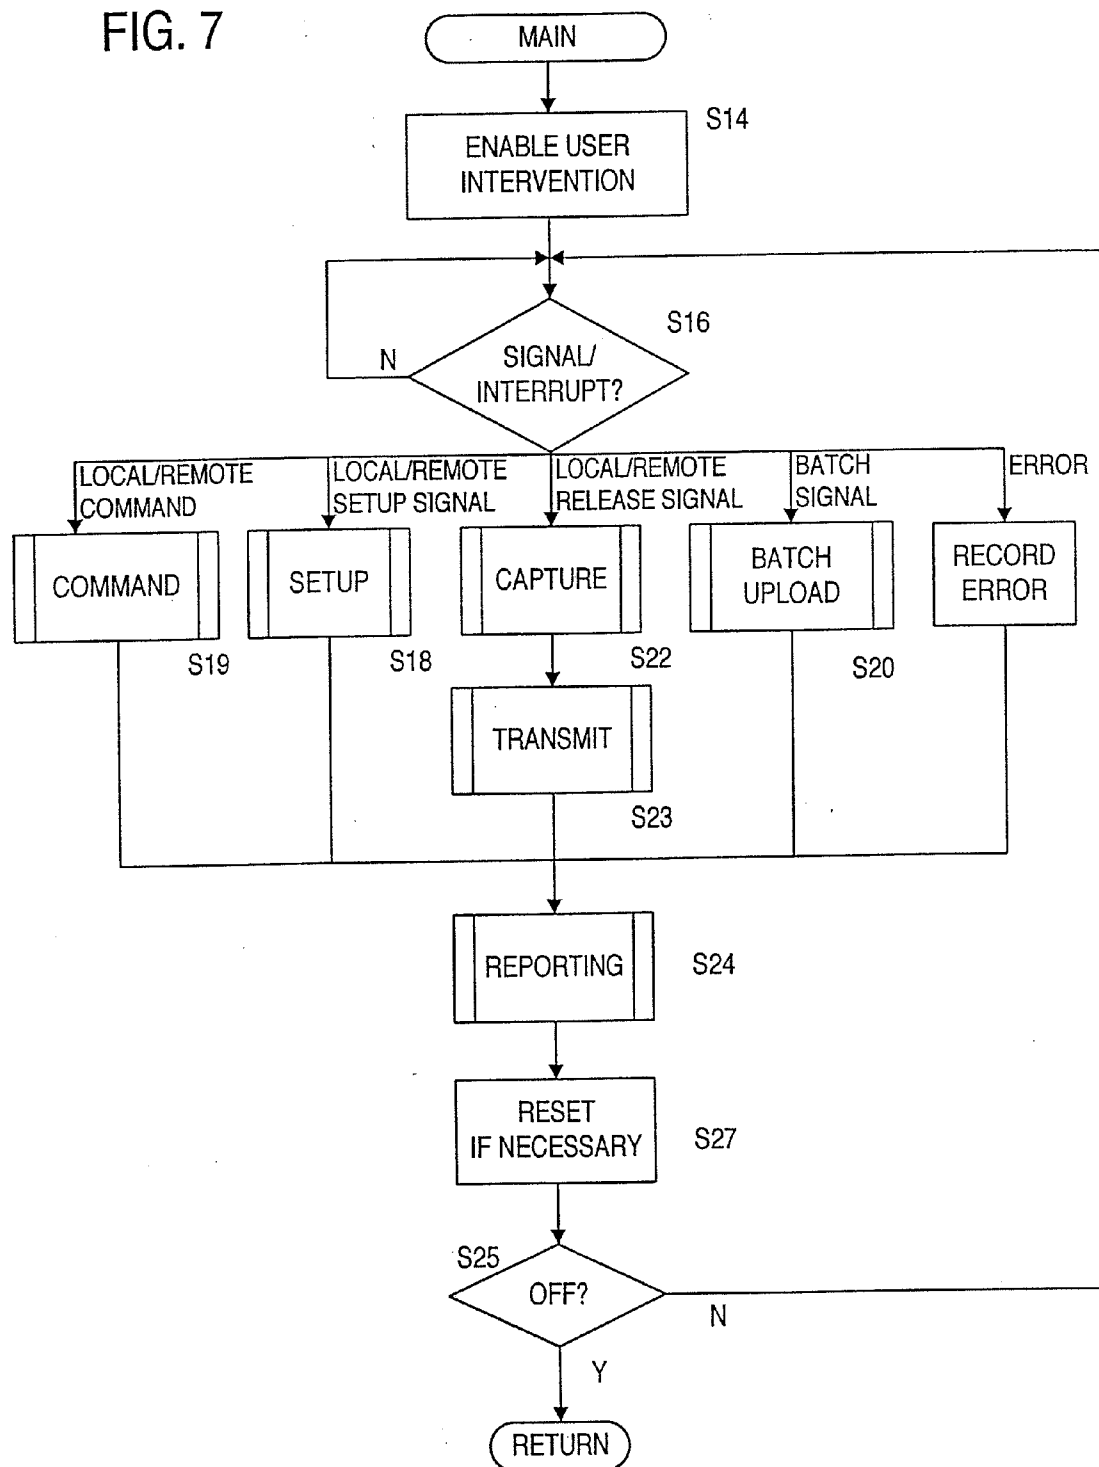 FIG. 7
MAIN
S14
ENABLE USER
INTERVENTION
S16
N
SIGNAL/
INTERRUPT?
LOCAL/REMOTE
COMMAND
LOCAL/REMOTE
SETUP SIGNAL
LOCAL/REMOTE
RELEASE SIGNAL
BATCH
SIGNAL
ERROR
COMMAND
SETUP
CAPTURE
BATCH
UPLOAD
RECORD
ERROR
S19
S18
S22
S20
TRANSMIT
S23
REPORTING
S24
RESET
IF NECESSARY
S27
S25
OFF?
N
Y
RETURN